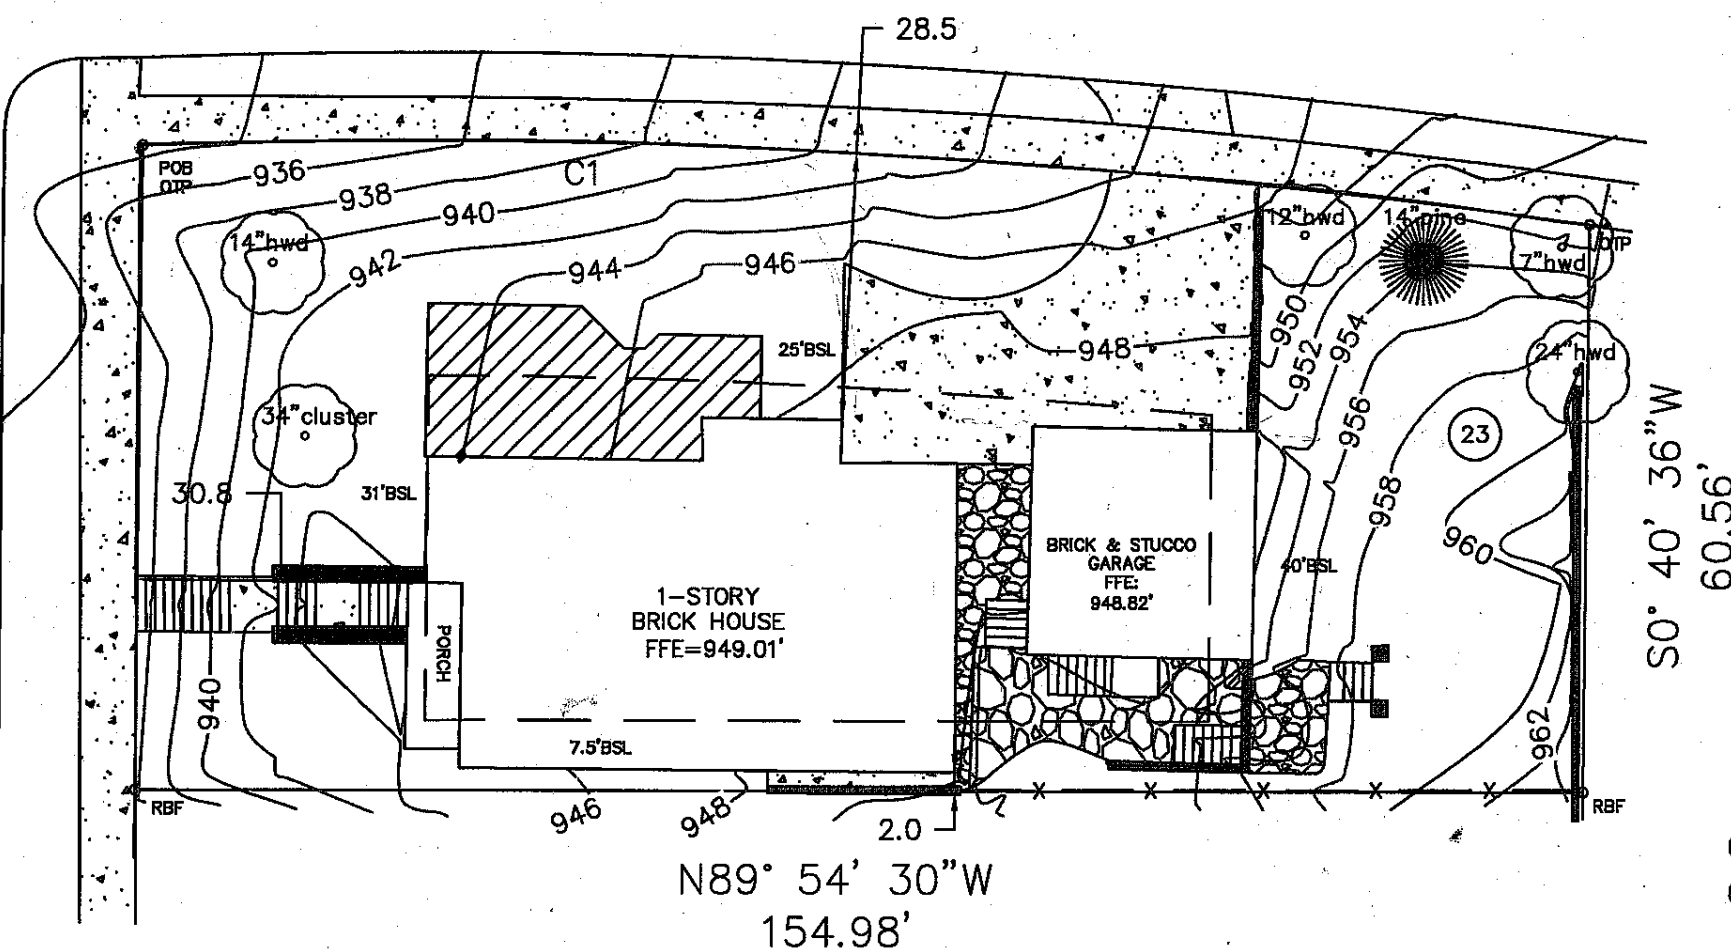 28.5
POB
OTP
936
938
940
C1
14"hwd
942
944
946
12"hwd
14"pine
OTP
7"hwd
950
952
954
25'BSL
948
24"hwd
956
23
34"cluster
30.8
31'BSL
958
960
S0° 40' 36"W
60.56'
BRICK & STUCCO
GARAGE
FFE:
948.82'
40'BSL
1-STORY
BRICK HOUSE
FFE=949.01'
PORCH
940
962
7.5'BSL
RBF
946
948
2.0
X X X X X
RBF
N89° 54' 30"W
154.98'